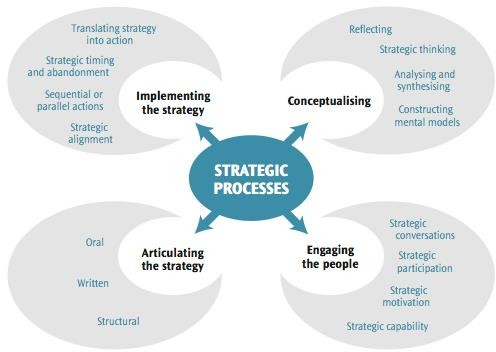 Translating strategy
into action
Strategic timing
and abandonment
Sequential or
parallel actions
Strategic
alignment
Implementing
the strategy
Reflecting
Strategic thinking
Analysing and
synthesising
Constructing
mental models
Conceptualising
STRATEGIC
PROCESSES
Oral
Written
Structural
Articulating
the strategy
Engaging
the people
Strategic
conversations
Strategic
participation
Strategic
motivation
Strategic capability